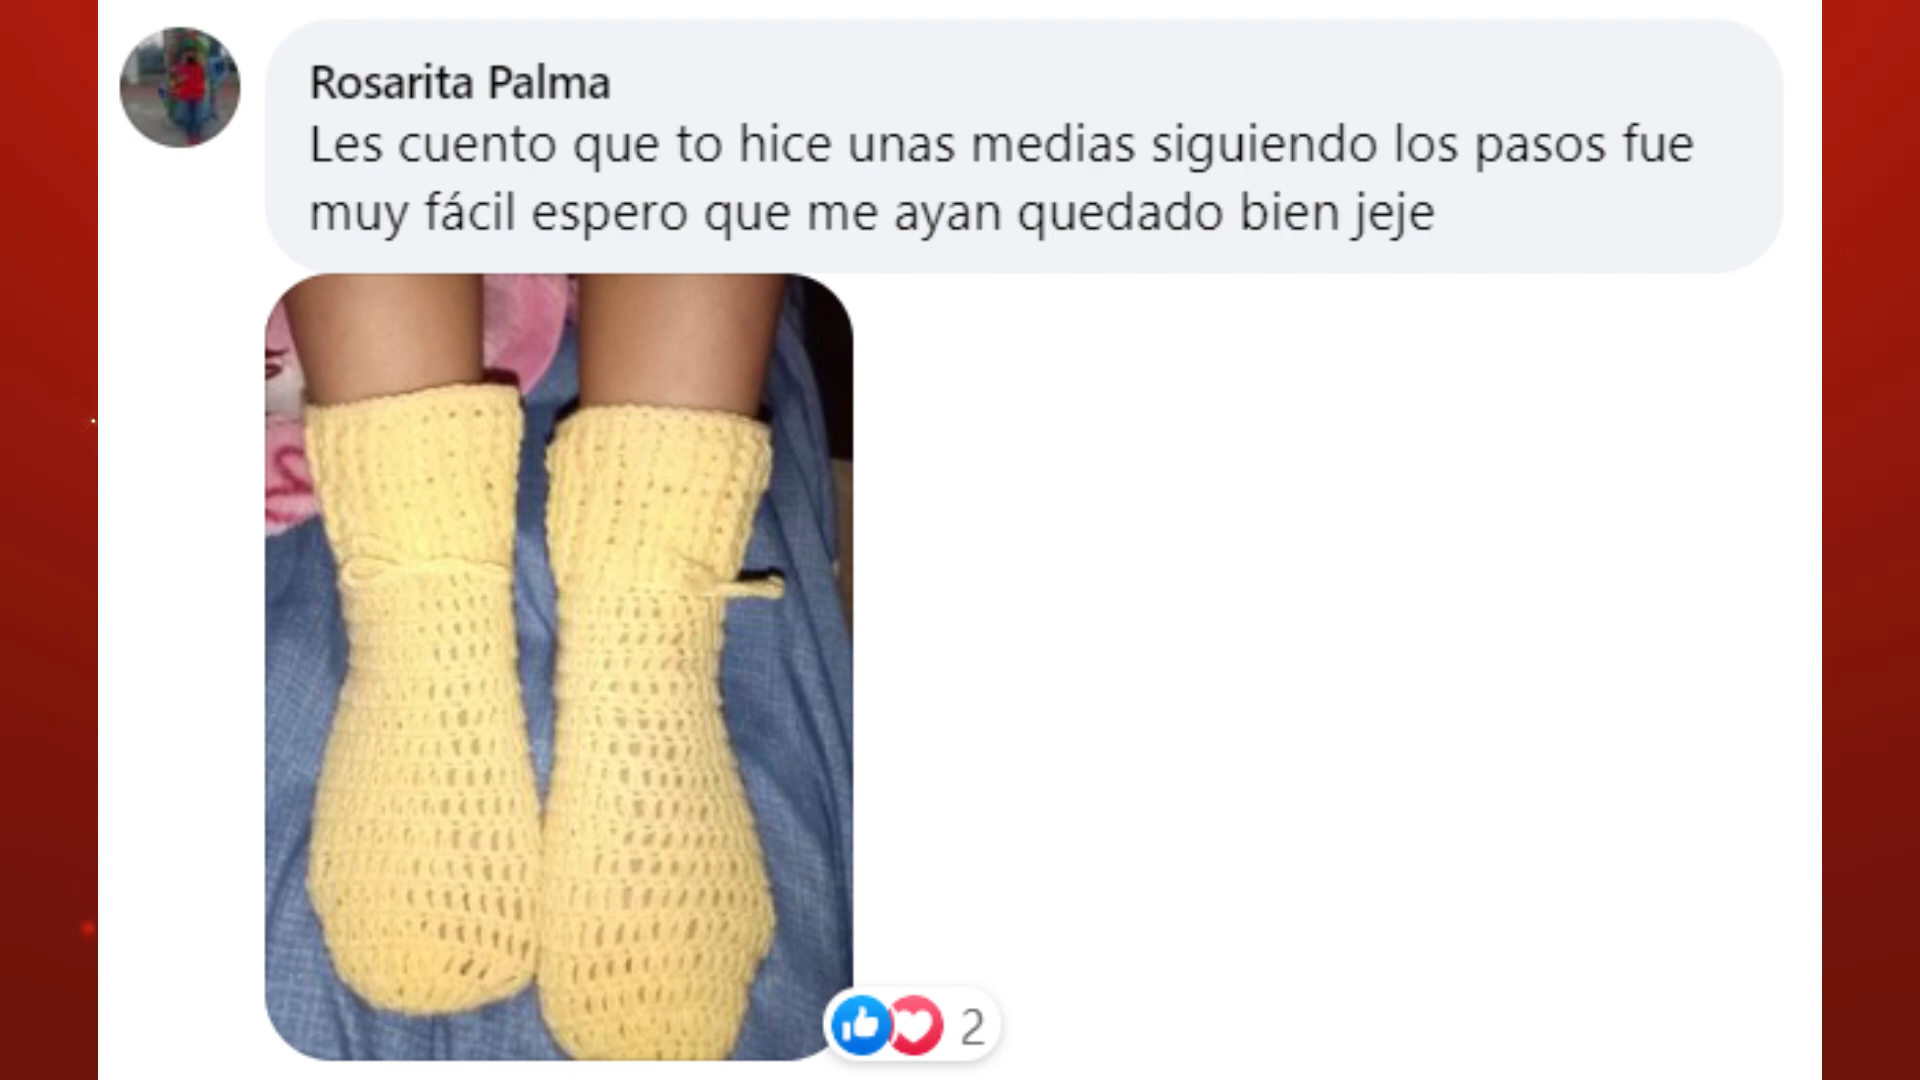 Rosarita Palma
Les cuento que to hice unas medias siguiendo los pasos fue
muy fácil espero que me ayan quedado bien jeje
2